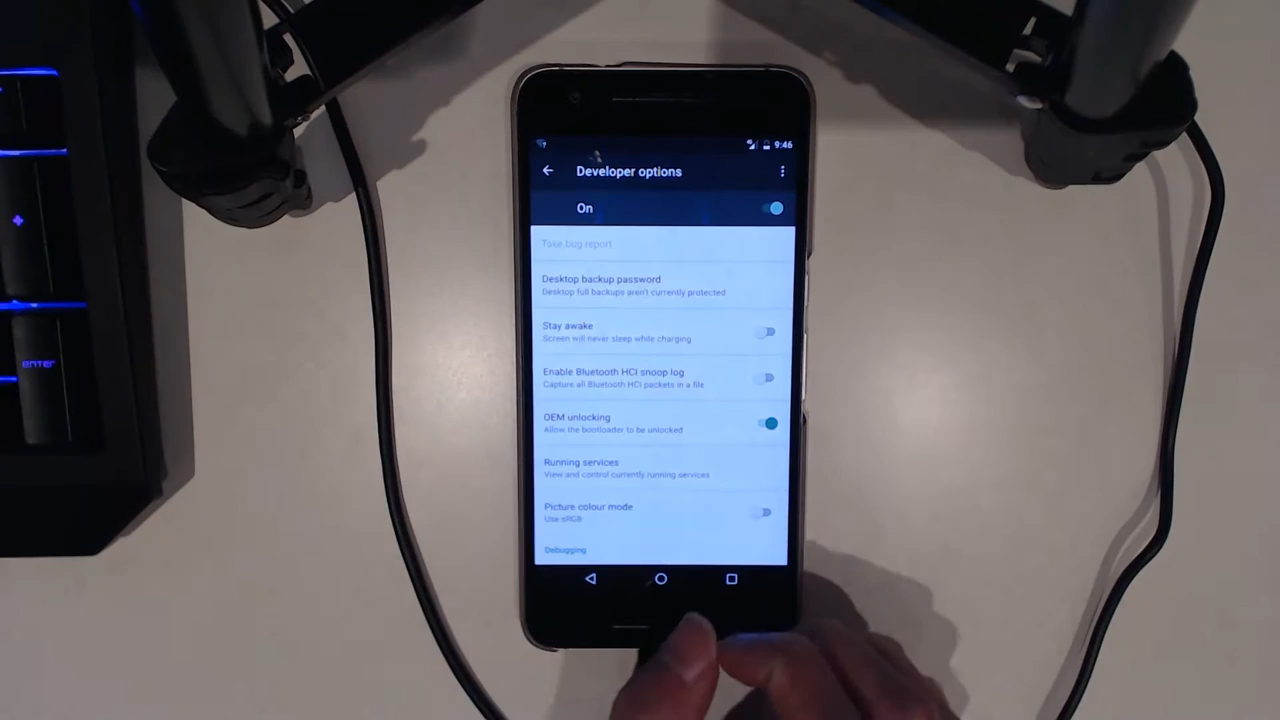 9:46
Developer options
On
Take bug report
Desktop backup password
Desktop full backups aren't currently protected
Stay awake
Screen will never sleep while charging
Enable Bluetooth HCI snoop log
Capture all Bluetooth HCI packets in a file
OEM unlocking
Allow the bootloader to be unlocked
Running services
View and control currently running services
Picture colour mode
Use sRGB
Debugging
+
enter